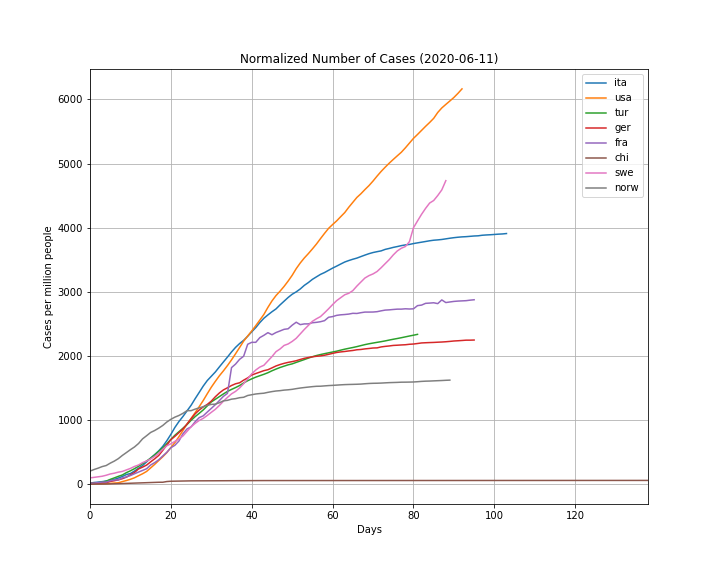 Normalized Number of Cases (2020-06-11)
Cases per million people
6000
5000
4000
3000
2000
1000
0
ita
usa
tur
ger
fra
chi
swe
norw
0 20 40 60 80 100 120
Days